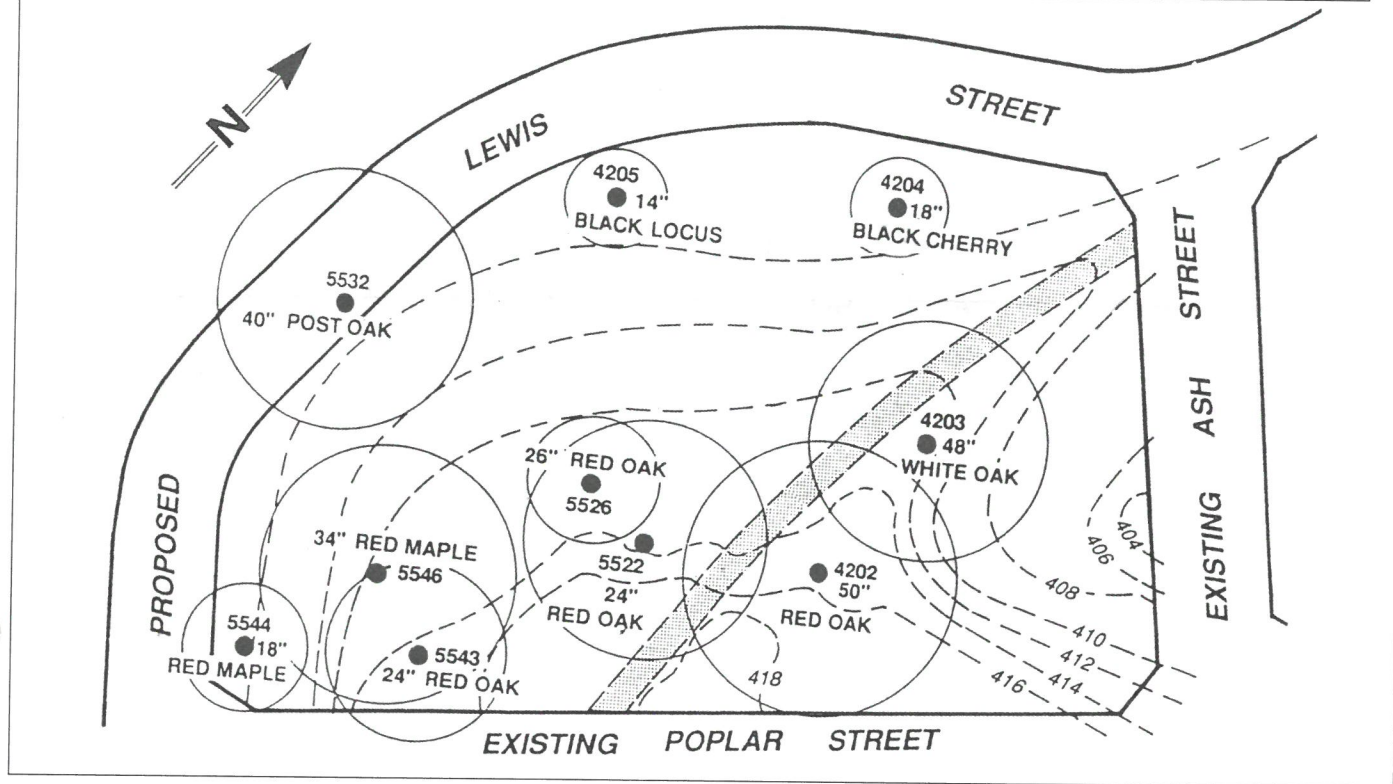 N
LEWIS
STREET
4205
14"
BLACK LOCUS
4204
18"
BLACK CHERRY
5532
40" POST OAK
STREET
ASH
EXISTING
4203
48"
WHITE OAK
26" RED OAK
5526
34" RED MAPLE
5546
5522
24"
RED OAK
4202
50"
RED OAK
PROPOSED
5544
18"
RED MAPLE
5543
24" RED OAK
404
406
408
410
412
414
416
418
EXISTING POPLAR STREET